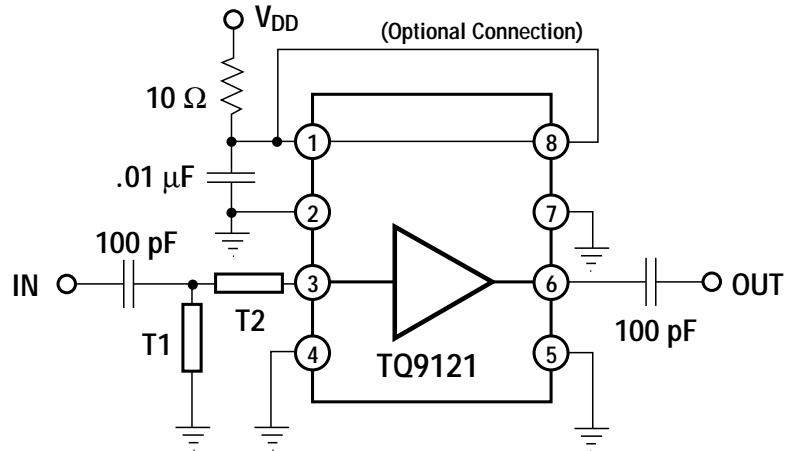 V_DD
(Optional Connection)
10 Ω
1
8
.01 μF
2
7
100 pF
IN
3
6
OUT
T2
T1
100 pF
4
TQ9121
5